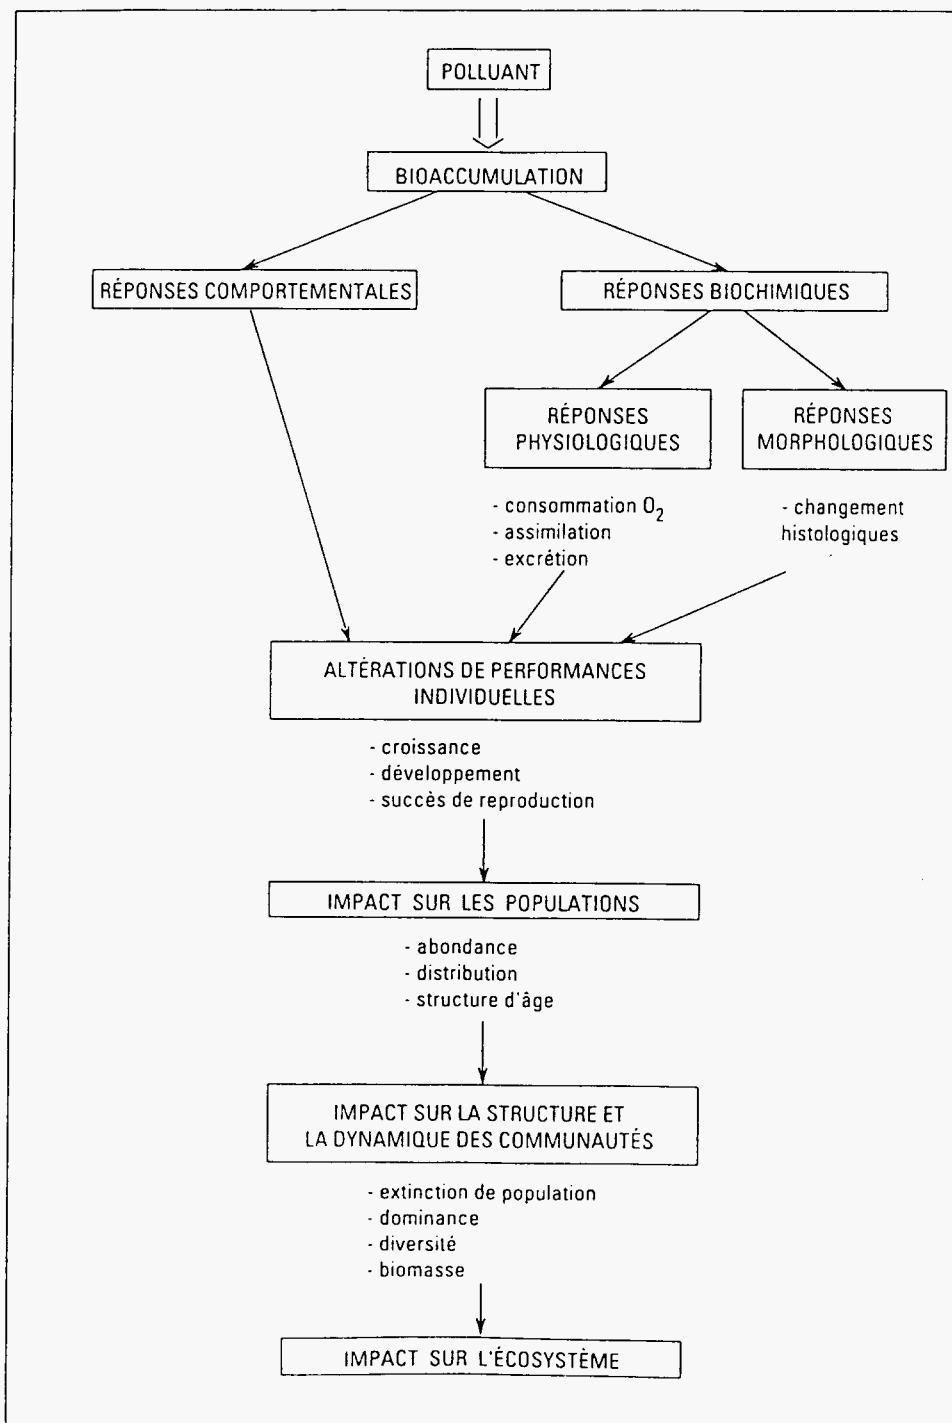 POLLUANT
BIOACCUMULATION
RÉPONSES COMPORTEMENTALES
RÉPONSES BIOCHIMIQUES
RÉPONSES
PHYSIOLOGIQUES
RÉPONSES
MORPHOLOGIQUES
- consommation O₂
- assimilation
- excrétion
- changement
histologiques
ALTÉRATIONS DE PERFORMANCES
INDIVIDUELLES
- croissance
- développement
- succès de reproduction
IMPACT SUR LES POPULATIONS
- abondance
- distribution
- structure d'âge
IMPACT SUR LA STRUCTURE ET
LA DYNAMIQUE DES COMMUNAUTÉS
- extinction de population
- dominance
- diversité
- biomasse
IMPACT SUR L'ÉCOSYSTÈME